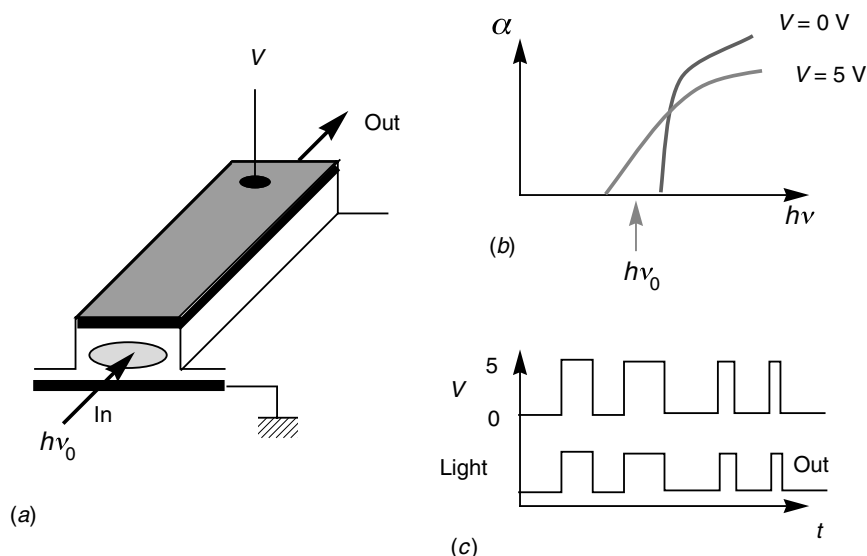 V
Out
In
hν₀
(a)
α
V = 0 V
V = 5 V
hν
hν₀
(b)
5
V
0
Light
Out
t
(c)